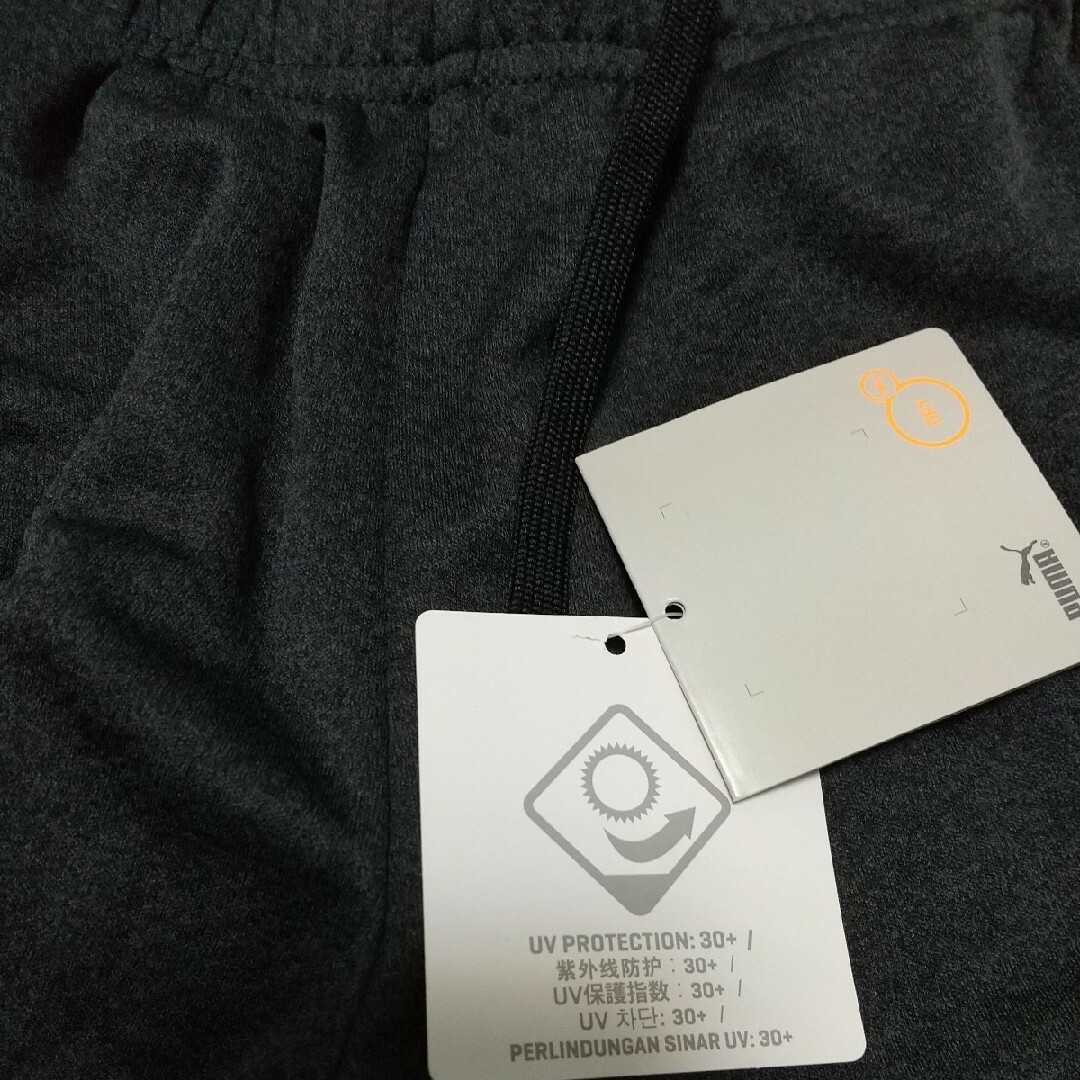 DRY
PUMA®
UV PROTECTION: 30+ /
紫外线防护：30+ /
UV保護指数：30+ /
UV 차단: 30+ /
PERLINDUNGAN SINAR UV: 30+